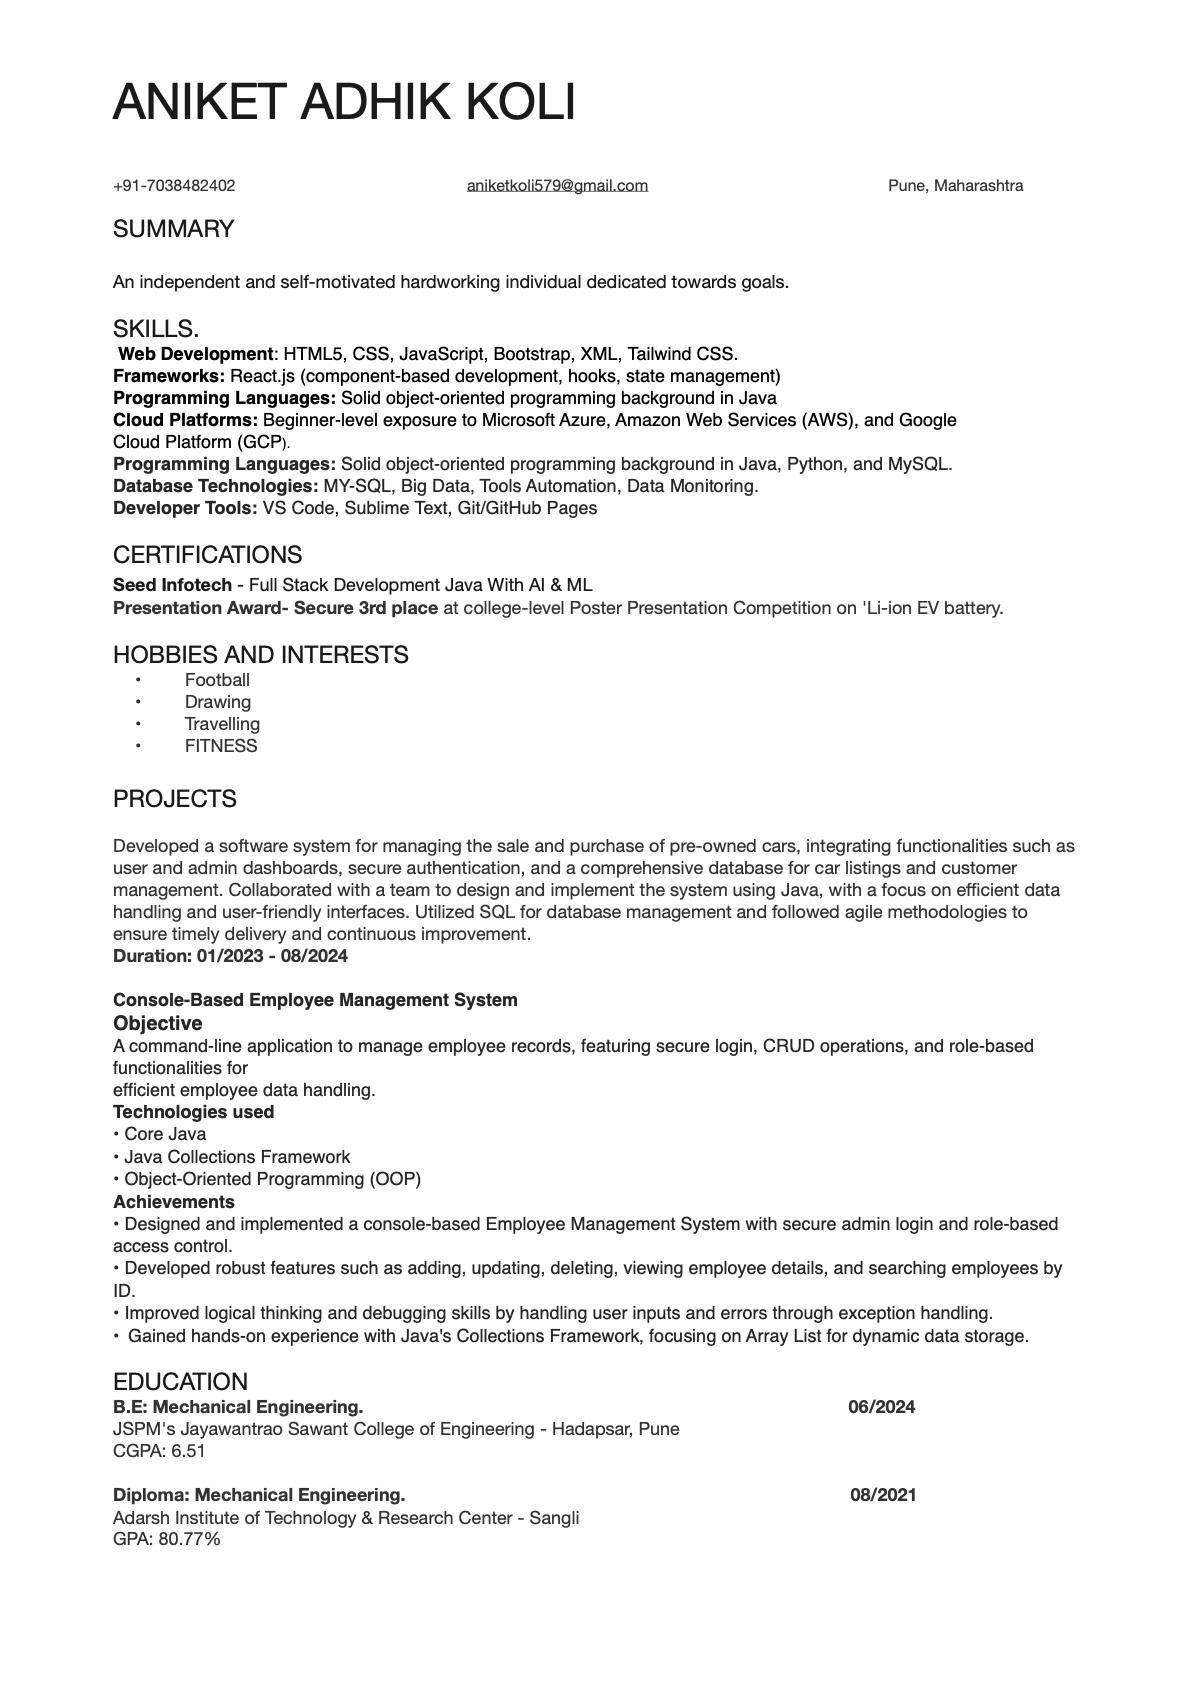 ANIKET ADHIK KOLI
+91-7038482402 aniketkoli579@gmail.com Pune, Maharashtra
SUMMARY
An independent and self-motivated hardworking individual dedicated towards goals.
SKILLS.
Web Development: HTML5, CSS, JavaScript, Bootstrap, XML, Tailwind CSS.
Frameworks: React.js (component-based development, hooks, state management)
Programming Languages: Solid object-oriented programming background in Java
Cloud Platforms: Beginner-level exposure to Microsoft Azure, Amazon Web Services (AWS), and Google
Cloud Platform (GCP).
Programming Languages: Solid object-oriented programming background in Java, Python, and MySQL.
Database Technologies: MY-SQL, Big Data, Tools Automation, Data Monitoring.
Developer Tools: VS Code, Sublime Text, Git/GitHub Pages
CERTIFICATIONS
Seed Infotech - Full Stack Development Java With AI & ML
Presentation Award- Secure 3rd place at college-level Poster Presentation Competition on 'Li-ion EV battery.
HOBBIES AND INTERESTS
• Football
• Drawing
• Travelling
• FITNESS
PROJECTS
Developed a software system for managing the sale and purchase of pre-owned cars, integrating functionalities such as
user and admin dashboards, secure authentication, and a comprehensive database for car listings and customer
management. Collaborated with a team to design and implement the system using Java, with a focus on efficient data
handling and user-friendly interfaces. Utilized SQL for database management and followed agile methodologies to
ensure timely delivery and continuous improvement.
Duration: 01/2023 - 08/2024
Console-Based Employee Management System
Objective
A command-line application to manage employee records, featuring secure login, CRUD operations, and role-based
functionalities for
efficient employee data handling.
Technologies used
• Core Java
• Java Collections Framework
• Object-Oriented Programming (OOP)
Achievements
• Designed and implemented a console-based Employee Management System with secure admin login and role-based
access control.
• Developed robust features such as adding, updating, deleting, viewing employee details, and searching employees by
ID.
• Improved logical thinking and debugging skills by handling user inputs and errors through exception handling.
• Gained hands-on experience with Java's Collections Framework, focusing on Array List for dynamic data storage.
EDUCATION
B.E: Mechanical Engineering. 06/2024
JSPM's Jayawantrao Sawant College of Engineering - Hadapsar, Pune
CGPA: 6.51
Diploma: Mechanical Engineering. 08/2021
Adarsh Institute of Technology & Research Center - Sangli
GPA: 80.77%